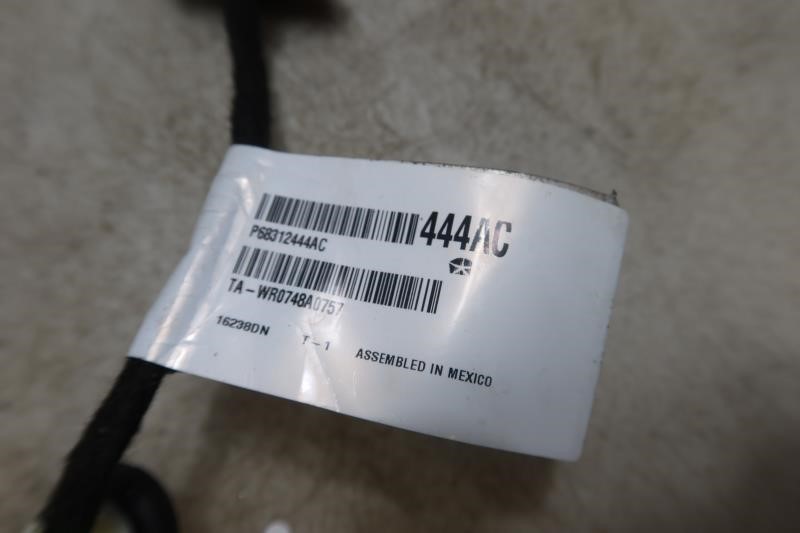 444AC
P68312444AC
TA-WR0748A0757
16238DN T-1 ASSEMBLED IN MEXICO